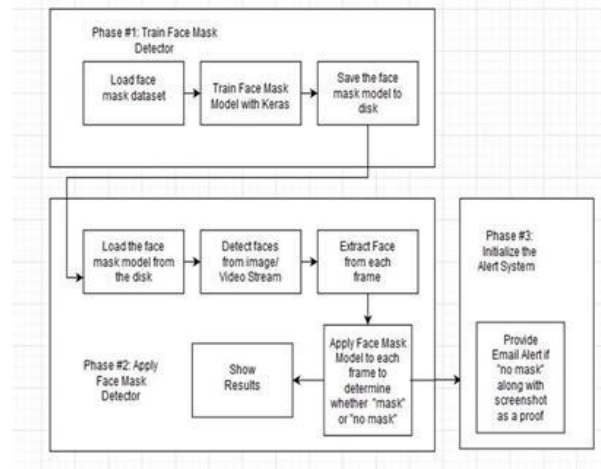 Phase #1: Train Face Mask
Detector
Load face
mask dataset
Train Face Mask
Model with Keras
Save the face
mask model to
disk
Load the face
mask model from
the disk
Detect faces
from image/
Video Stream
Extract Face
from each
frame
Phase #2: Apply
Face Mask
Detector
Show
Results
Apply Face Mask
Model to each
frame to
determine
whether "mask"
or "no mask"
Phase #3:
Initialize the
Alert System
Provide
Email Alert if
"no mask"
along with
screenshot
as a proof